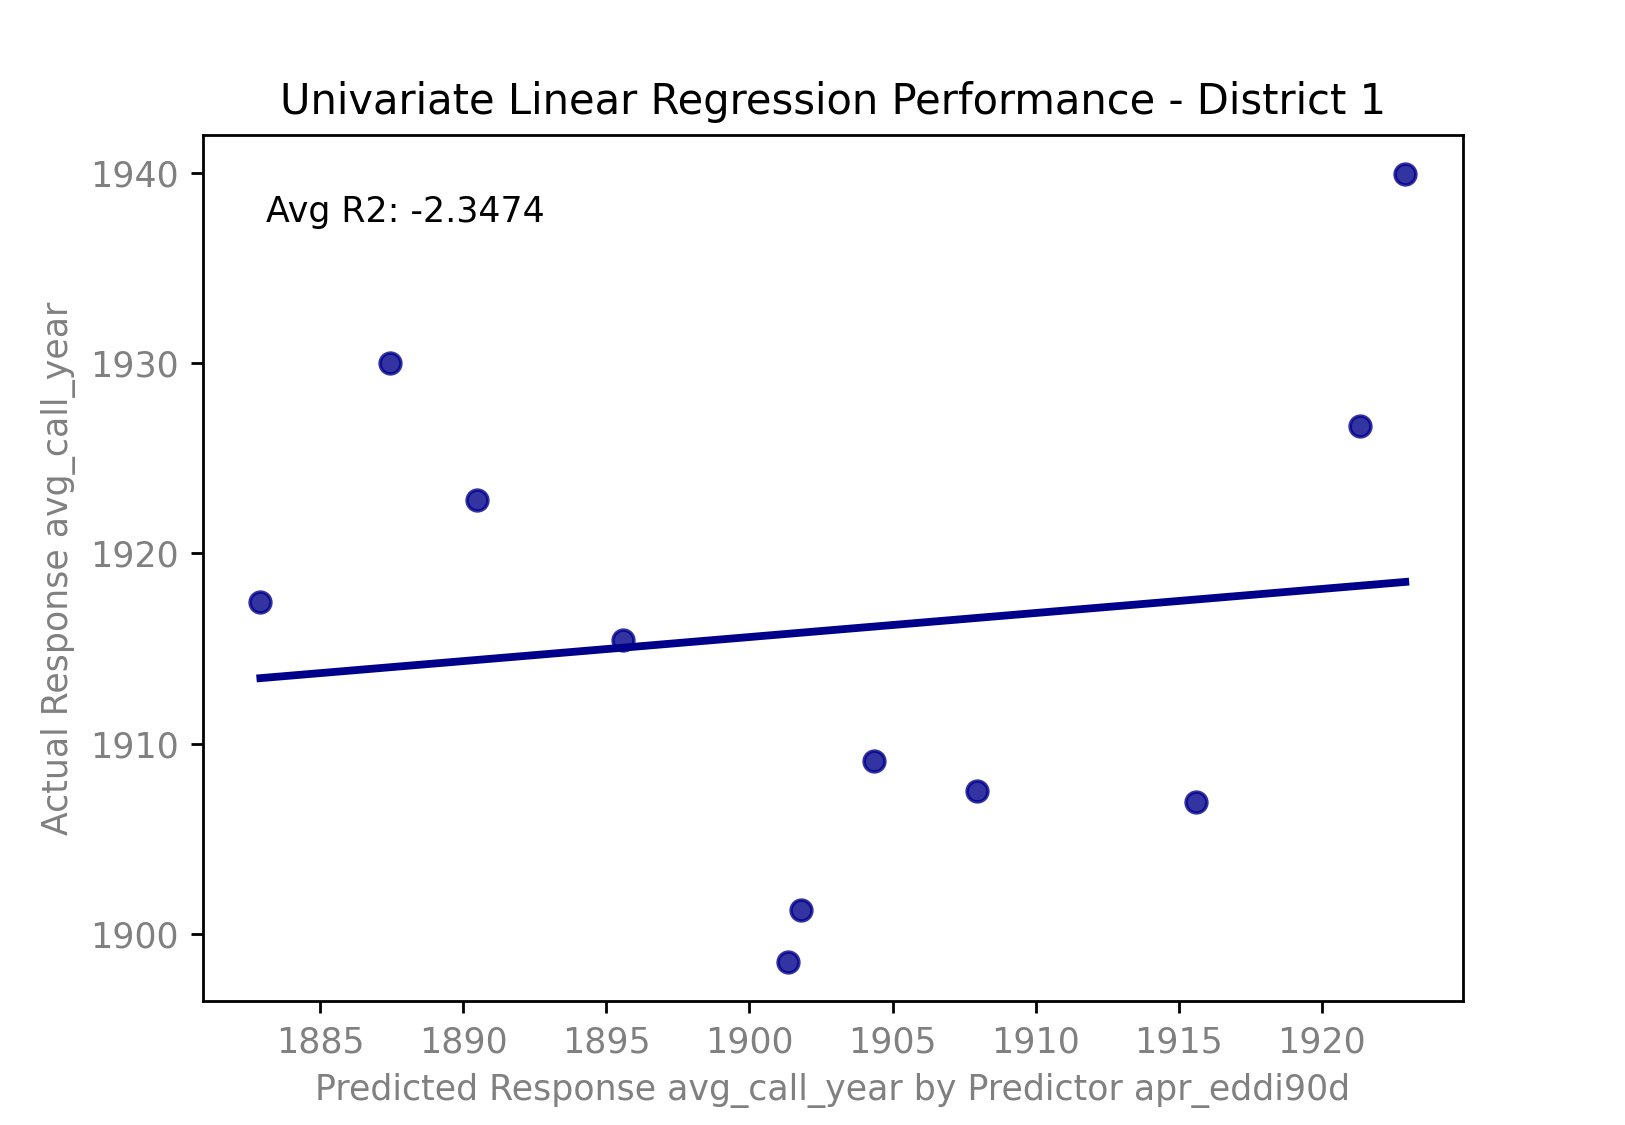 Univariate Linear Regression Performance - District 1
Avg R2: -2.3474
Actual Response avg_call_year
1940
1930
1920
1910
1900
1885 1890 1895 1900 1905 1910 1915 1920
Predicted Response avg_call_year by Predictor apr_eddi90d